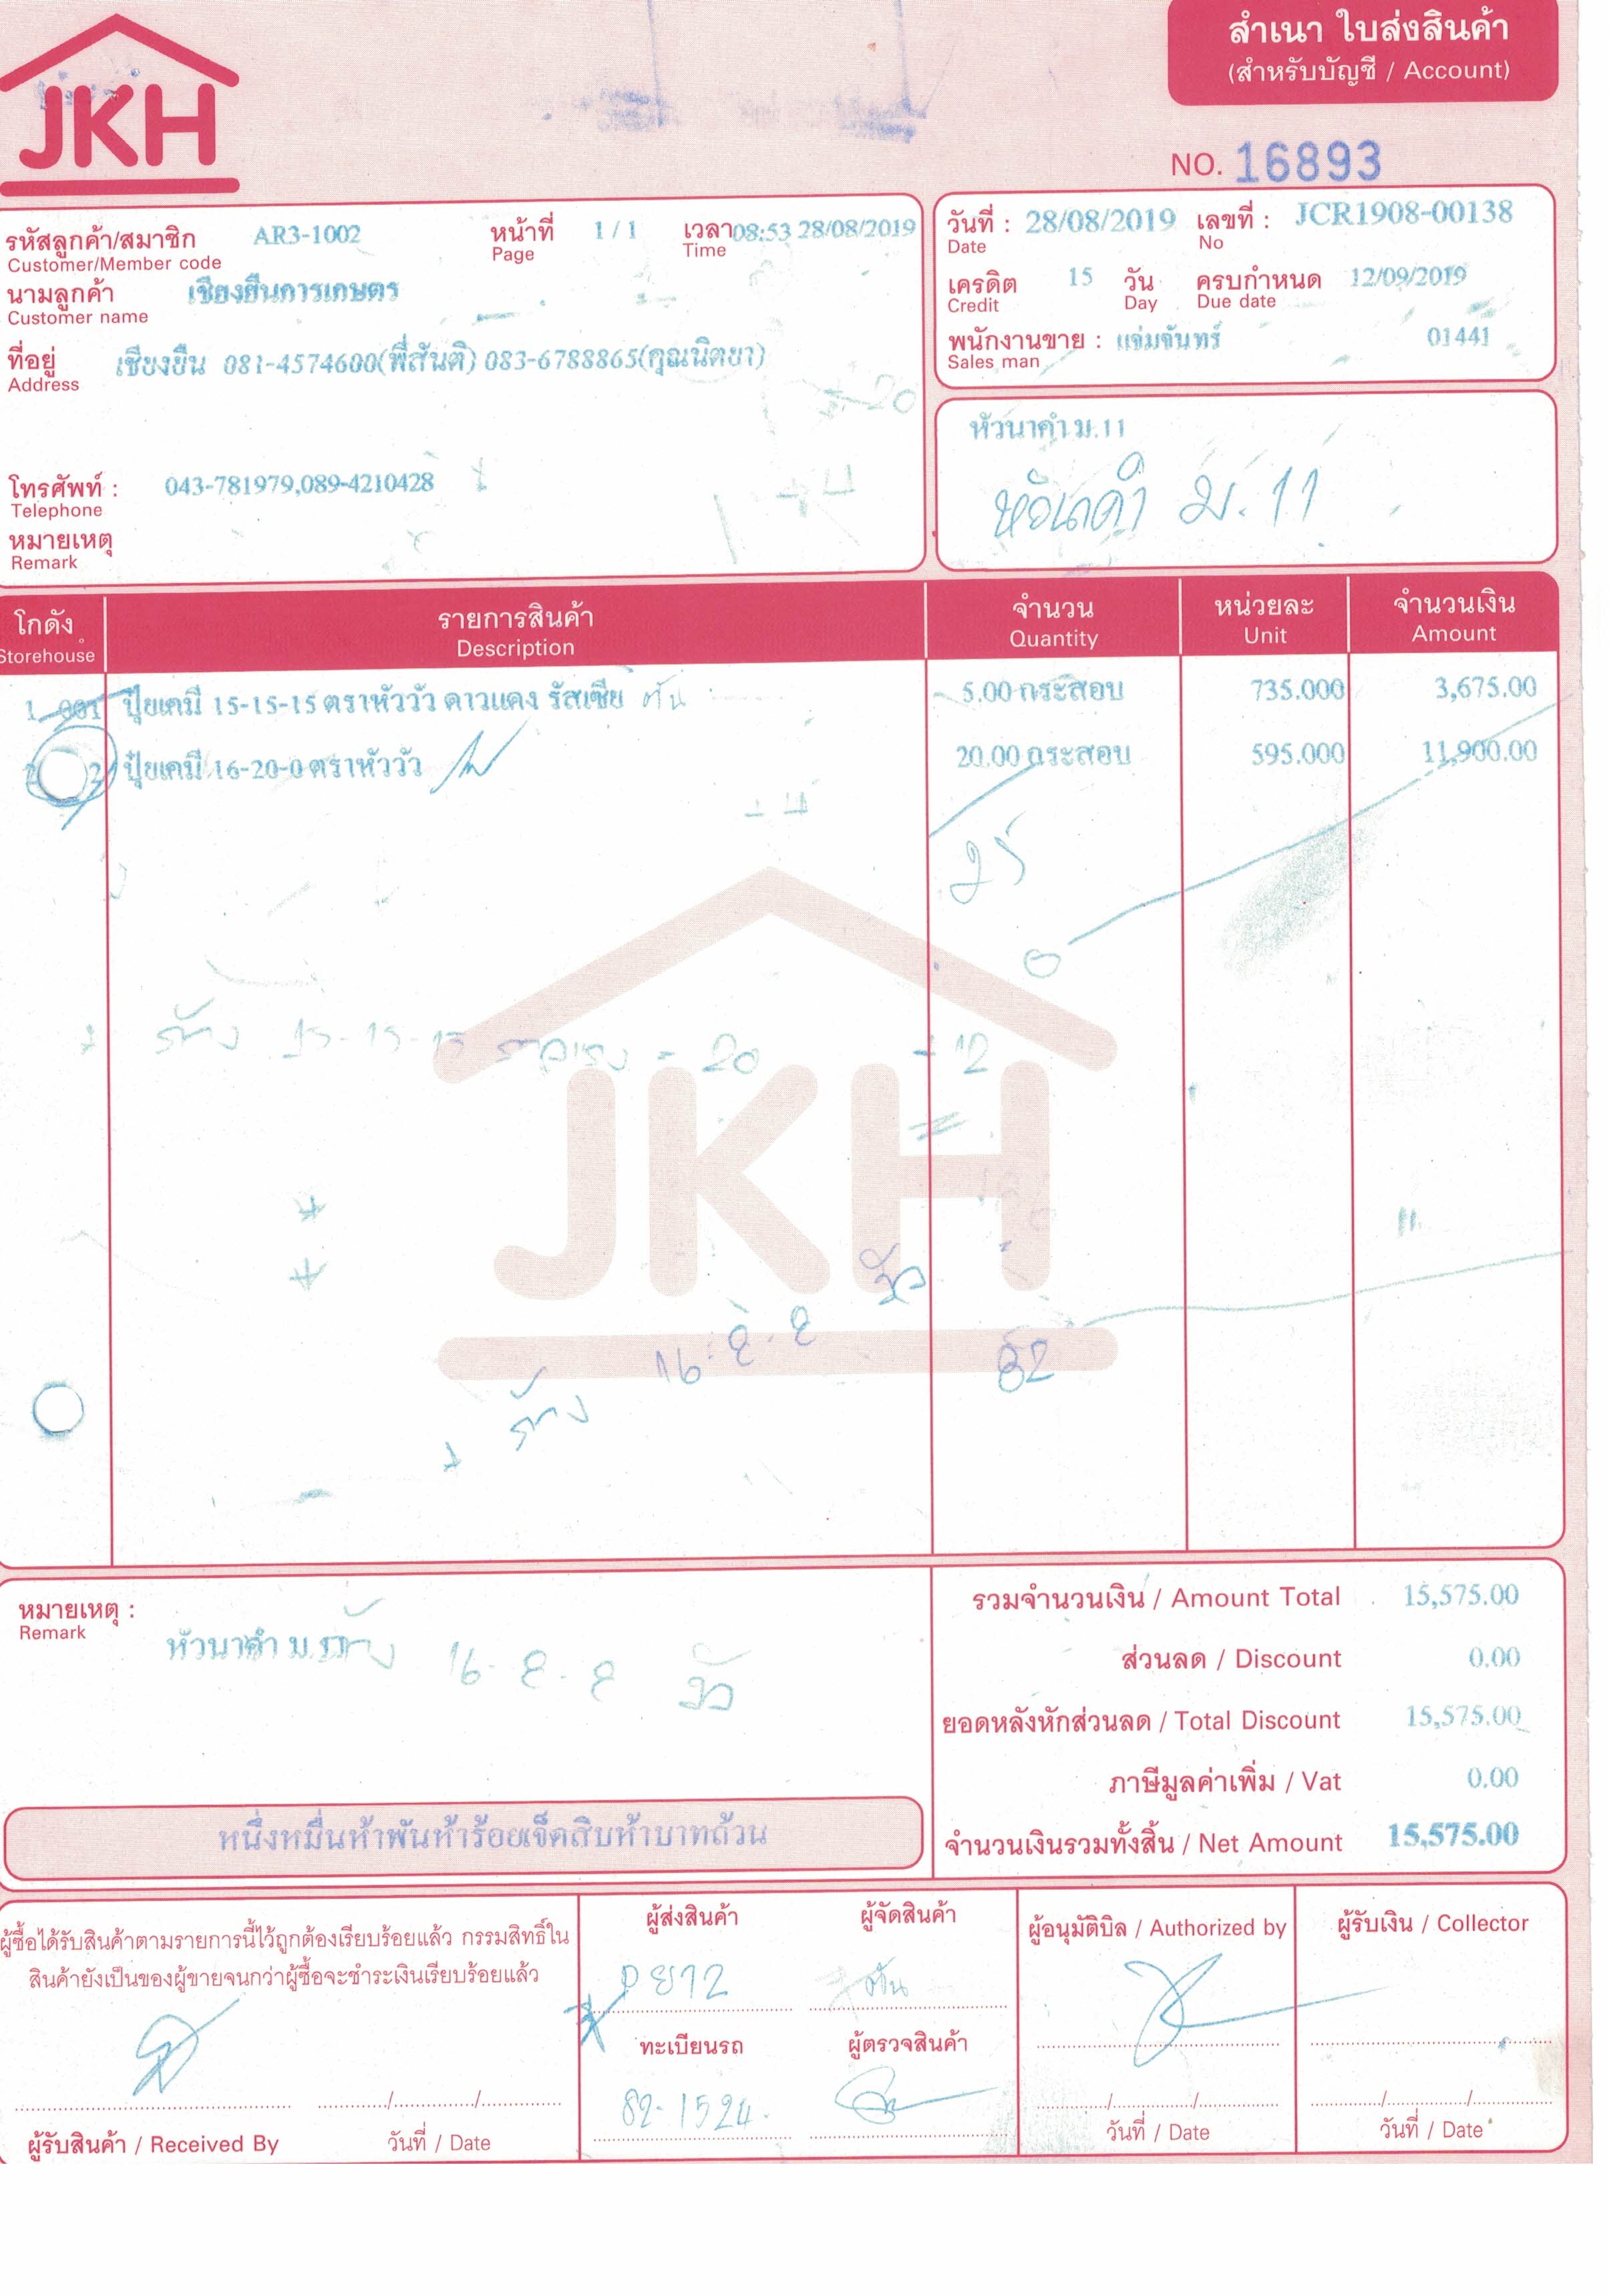 สำเนา ใบส่งสินค้า
(สำหรับบัญชี / Account)
JKH
NO. 16893
รหัสลูกค้า/สมาชิก AR3-1002 หน้าที่ 1 / 1 เวลา 08:53 28/08/2019
Customer/Member code Page Time
นามลูกค้า เชียงยืนการเกษตร
Customer name
ที่อยู่ เชียงยืน 081-4574600(พี่สันติ) 083-6788865(คุณนิตยา)
Address
โทรศัพท์ : 043-781979,089-4210428
Telephone
หมายเหตุ
Remark
วันที่ : 28/08/2019 เลขที่ : JCR1908-00138
Date No
เครดิต 15 วัน ครบกำหนด 12/09/2019
Credit Day Due date
พนักงานขาย : แจ่มจันทร์ 01441
Sales man
หัวนาคำ ม.11
หัวนาคำ ม.11
โกดัง รายการสินค้า จำนวน หน่วยละ จำนวนเงิน
Storehouse Description Quantity Unit Amount
1 001 ปุ๋ยเคมี 15-15-15 ตราหัววัว ดาวแดง รัสเซีย ตัน 5.00 กระสอบ 735.000 3,675.00
2 2 ปุ๋ยเคมี 16-20-0 ตราหัววัว 20.00 กระสอบ 595.000 11,900.00
25
ค้าง 15-15-15 - 20 - 12
JKH
ค้าง 16-8-8 วัว 82
หมายเหตุ :
Remark
หัวนาคำ ม.11 ค้าง 16-8-8 วัว
หนึ่งหมื่นห้าพันห้าร้อยเจ็ดสิบห้าบาทถ้วน
รวมจำนวนเงิน / Amount Total 15,575.00
ส่วนลด / Discount 0.00
ยอดหลังหักส่วนลด / Total Discount 15,575.00
ภาษีมูลค่าเพิ่ม / Vat 0.00
จำนวนเงินรวมทั้งสิ้น / Net Amount 15,575.00
ผู้ซื้อได้รับสินค้าตามรายการนี้ไว้ถูกต้องเรียบร้อยแล้ว กรรมสิทธิ์ใน
สินค้ายังเป็นของผู้ขายจนกว่าผู้ซื้อจะชำระเงินเรียบร้อยแล้ว
ผู้รับสินค้า / Received By วันที่ / Date
ผู้ส่งสินค้า ผู้จัดสินค้า
ตัน
ทะเบียนรถ ผู้ตรวจสินค้า
82-1524
ผู้อนุมัติบิล / Authorized by
วันที่ / Date
ผู้รับเงิน / Collector
วันที่ / Date